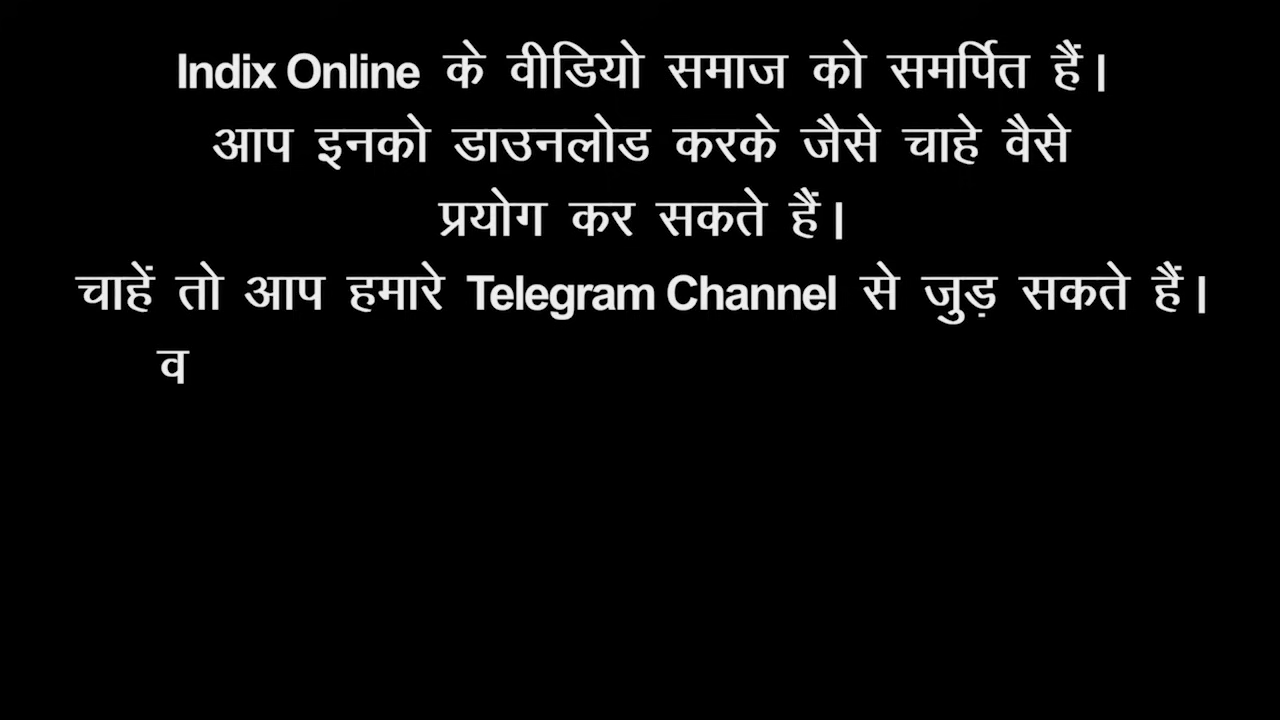 Indix Online के वीडियो समाज को समर्पित हैं।
आप इनको डाउनलोड करके जैसे चाहे वैसे
प्रयोग कर सकते हैं।
चाहें तो आप हमारे Telegram Channel से जुड़ सकते हैं।
व